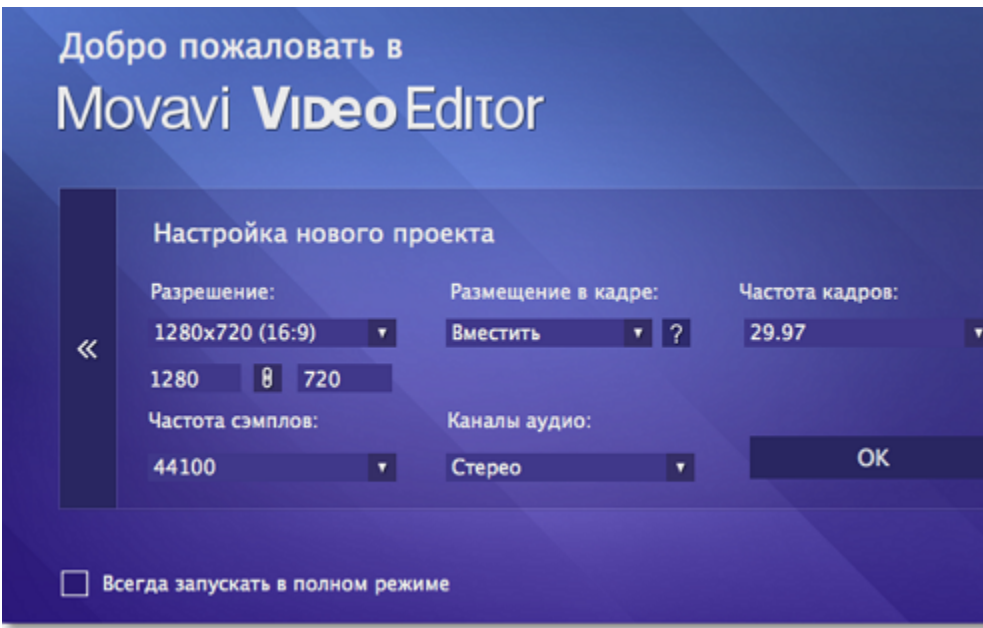 Добро пожаловать в
Movavi Video Editor
Настройка нового проекта
Разрешение: Размещение в кадре: Частота кадров:
1280x720 (16:9) Вместить ? 29.97
1280 720
Частота сэмплов: Каналы аудио:
44100 Стерео OK
Всегда запускать в полном режиме